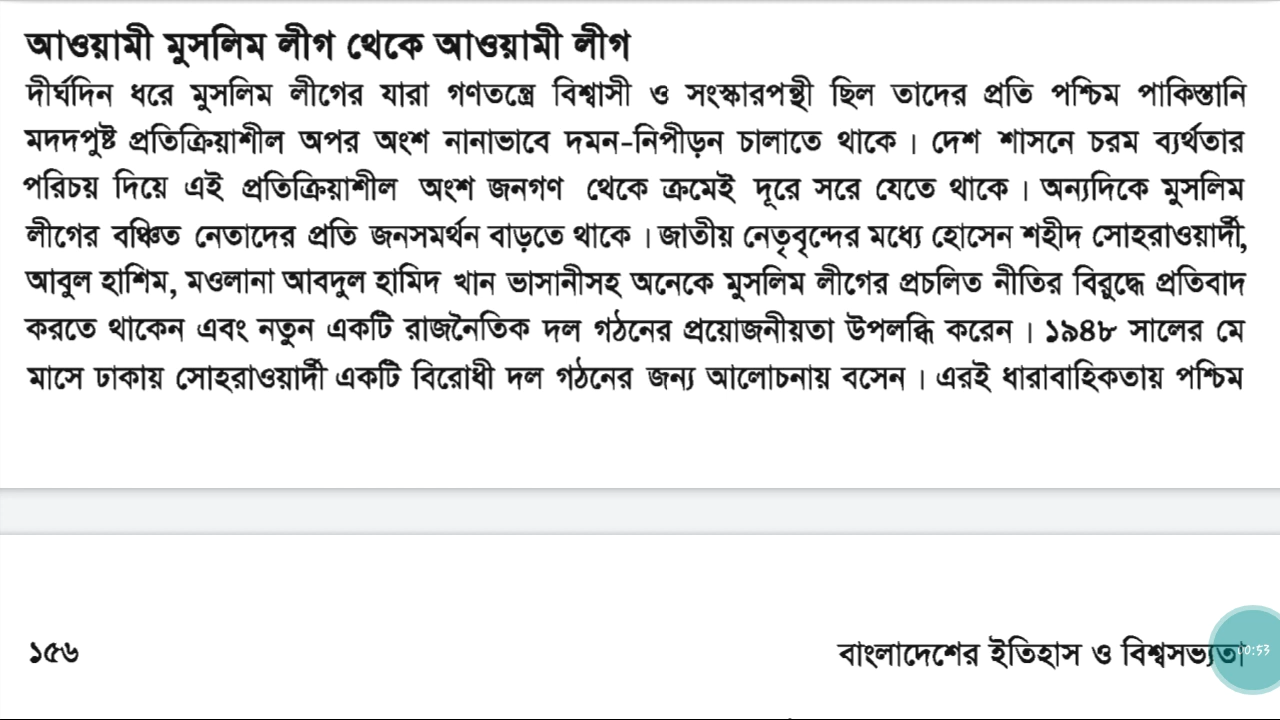 আওয়ামী মুসলিম লীগ থেকে আওয়ামী লীগ
দীর্ঘদিন ধরে মুসলিম লীগের যারা গণতন্ত্রে বিশ্বাসী ও সংস্কারপন্থী ছিল তাদের প্রতি পশ্চিম পাকিস্তানি
মদদপুষ্ট প্রতিক্রিয়াশীল অপর অংশ নানাভাবে দমন-নিপীড়ন চালাতে থাকে। দেশ শাসনে চরম ব্যর্থতার
পরিচয় দিয়ে এই প্রতিক্রিয়াশীল অংশ জনগণ থেকে ক্রমেই দূরে সরে যেতে থাকে। অন্যদিকে মুসলিম
লীগের বঞ্চিত নেতাদের প্রতি জনসমর্থন বাড়তে থাকে। জাতীয় নেতৃবৃন্দের মধ্যে হোসেন শহীদ সোহরাওয়ার্দী,
আবুল হাশিম, মওলানা আবদুল হামিদ খান ভাসানীসহ অনেকে মুসলিম লীগের প্রচলিত নীতির বিরুদ্ধে প্রতিবাদ
করতে থাকেন এবং নতুন একটি রাজনৈতিক দল গঠনের প্রয়োজনীয়তা উপলব্ধি করেন। ১৯৪৮ সালের মে
মাসে ঢাকায় সোহরাওয়ার্দী একটি বিরোধী দল গঠনের জন্য আলোচনায় বসেন। এরই ধারাবাহিকতায় পশ্চিম
১৫৬
বাংলাদেশের ইতিহাস ও বিশ্বসভ্যতা
00:53